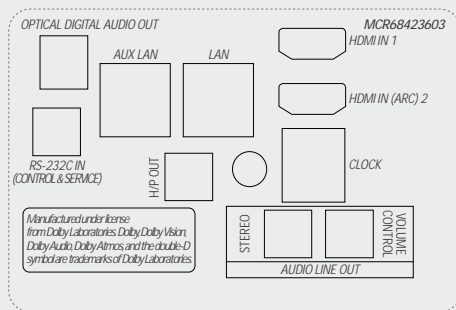 OPTICAL DIGITAL AUDIO OUT
MCR68423603
HDMI IN 1
AUX LAN
LAN
HDMI IN (ARC) 2
RS-232C IN
(CONTROL & SERVICE)
H/P OUT
CLOCK
Manufactured under license
from Dolby Laboratories. Dolby, Dolby Vision,
Dolby Audio, Dolby Atmos, and the double-D
symbol are trademarks of Dolby Laboratories.
STEREO
VOLUME
CONTROL
AUDIO LINE OUT